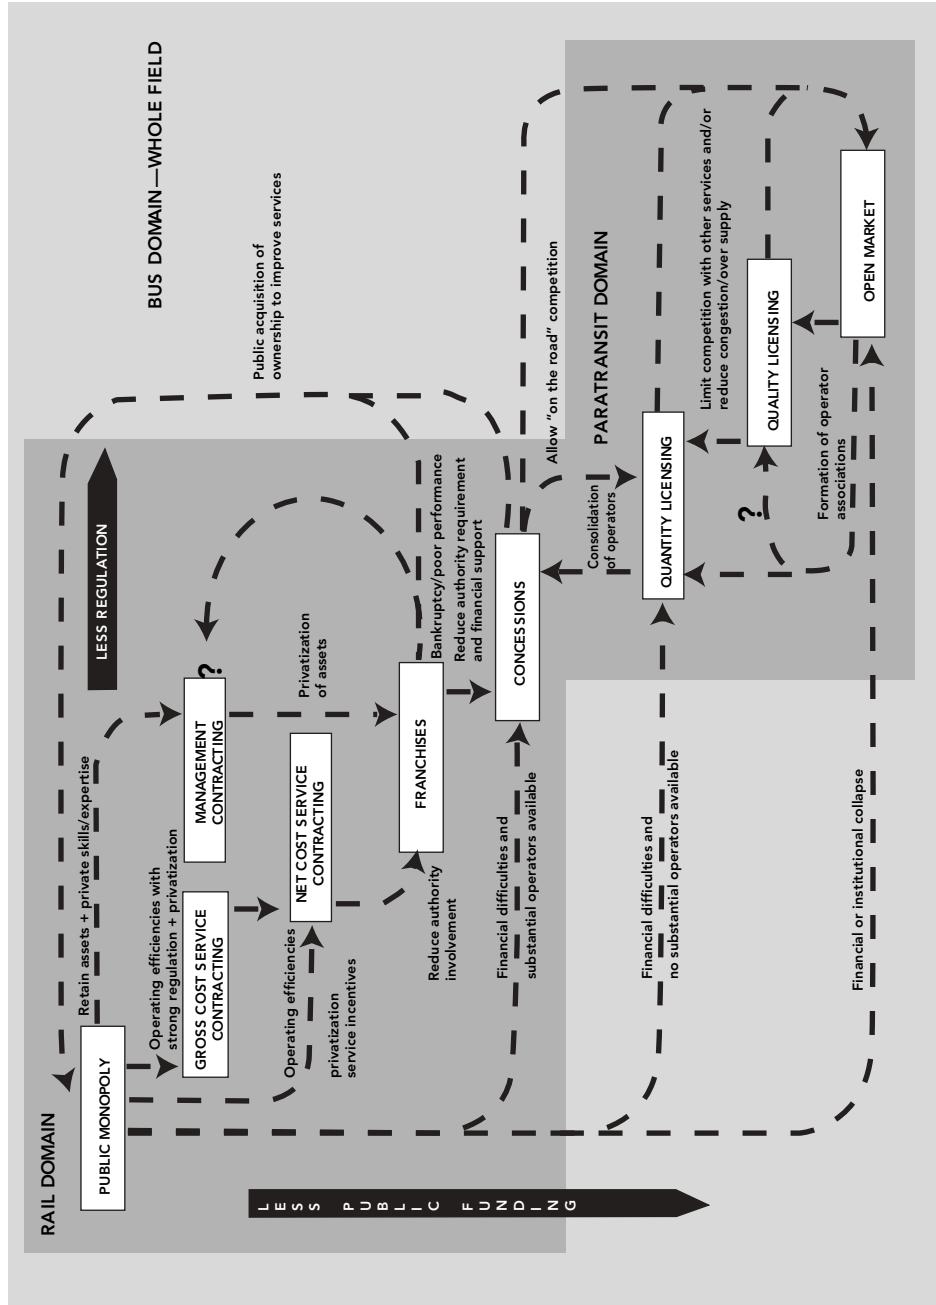 RAIL DOMAIN
BUS DOMAIN—WHOLE FIELD
LESS REGULATION
Retain assets + private skills/expertise
PUBLIC MONOPOLY
Operating efficiencies with
strong regulation + privatization
GROSS COST SERVICE
CONTRACTING
MANAGEMENT
CONTRACTING
?
Public acquisition of
ownership to improve services
Operating efficiencies
privatization
service incentives
NET COST SERVICE
CONTRACTING
Privatization
of assets
LESS PUBLIC FUNDING
Reduce authority
involvement
FRANCHISES
Bankruptcy/poor performance
Reduce authority requirement
and financial support
Financial difficulties and
substantial operators available
CONCESSIONS
Allow “on the road” competition
PARATRANSIT DOMAIN
Consolidation
of operators
Financial difficulties and
no substantial operators available
QUANTITY LICENSING
Limit competition with other services and/or
reduce congestion/over supply
?
QUALITY LICENSING
Formation of operator
associations
Financial or institutional collapse
OPEN MARKET